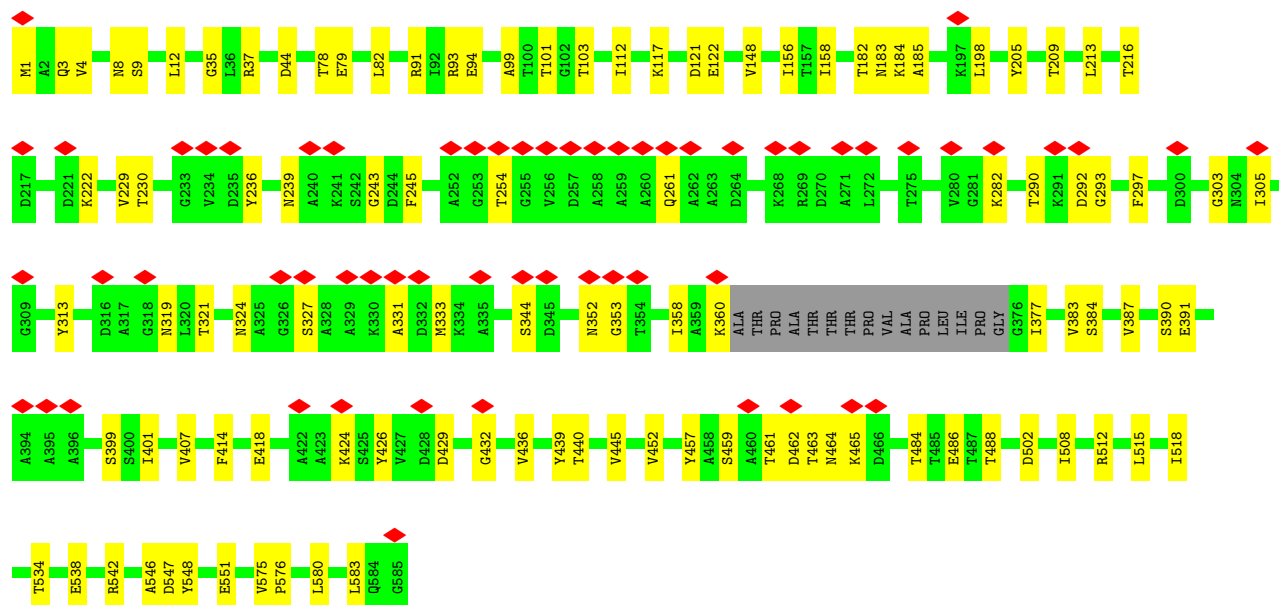 M1 A2 Q3 V4 N8 S9 L12 G35 L36 R37 D44 T78 E79 L82 R91 I92 R93 E94 A99 T100 T101 G102 T103 I112 K117 D121 E122 V148 I156 T157 I158 T182 N183 K184 A185 K197 L198 Y205 T209 L213 T216
D217 D221 K222 V229 T230 G233 V234 D235 Y236 N239 A240 K241 S242 G243 D244 F245 A252 G253 T254 G255 V256 D257 A258 A259 A260 Q261 A262 A263 D264 K268 R269 D270 A271 L272 T275 V280 G281 K282 T290 K291 D292 G293 F297 D300 G303 N304 I305
G309 Y313 D316 A317 G318 N319 L320 T321 N324 A325 G326 S327 A328 A329 K330 A331 D332 M333 K334 A335 S344 D345 N352 G353 T354 I358 A359 K360 ALA THR PRO ALA THR THR THR PRO VAL ALA PRO LEU ILE PRO GLY G376 I377 V383 S384 V387 S390 E391
A394 A395 A396 S399 S400 I401 V407 F414 E418 A422 A423 K424 S425 Y426 V427 D428 D429 G432 V436 Y439 T440 V445 V452 Y457 A458 S459 A460 T461 D462 T463 N464 K465 D466 T484 T485 E486 T487 T488 D502 I508 R512 L515 I518
T534 E538 R542 A546 D547 Y548 E551 V575 P576 L580 L583 Q584 G585